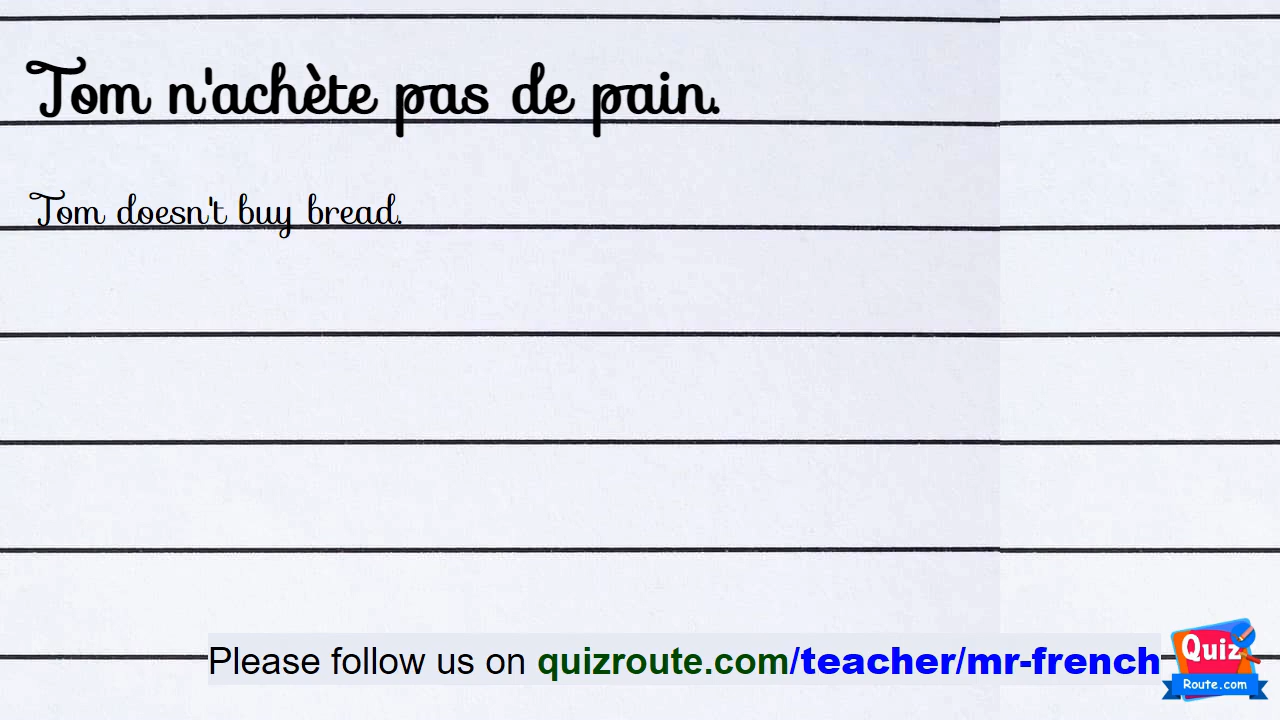 Tom n'achète pas de pain.
Tom doesn't buy bread.
Please follow us on quizroute.com/teacher/mr-french
Quiz
Route.com